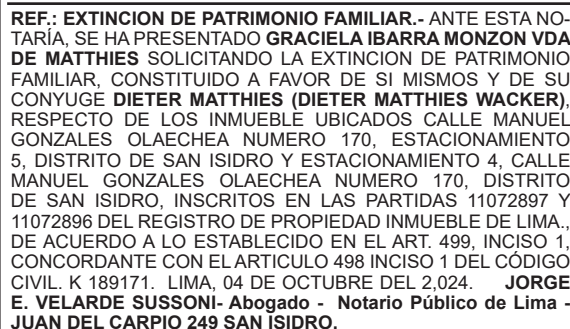 REF.: EXTINCION DE PATRIMONIO FAMILIAR.- ANTE ESTA NO-
TARÍA, SE HA PRESENTADO GRACIELA IBARRA MONZON VDA
DE MATTHIES SOLICITANDO LA EXTINCION DE PATRIMONIO
FAMILIAR, CONSTITUIDO A FAVOR DE SI MISMOS Y DE SU
CONYUGE DIETER MATTHIES (DIETER MATTHIES WACKER),
RESPECTO DE LOS INMUEBLE UBICADOS CALLE MANUEL
GONZALES OLAECHEA NUMERO 170, ESTACIONAMIENTO
5, DISTRITO DE SAN ISIDRO Y ESTACIONAMIENTO 4, CALLE
MANUEL GONZALES OLAECHEA NUMERO 170, DISTRITO
DE SAN ISIDRO, INSCRITOS EN LAS PARTIDAS 11072897 Y
11072896 DEL REGISTRO DE PROPIEDAD INMUEBLE DE LIMA.,
DE ACUERDO A LO ESTABLECIDO EN EL ART. 499, INCISO 1,
CONCORDANTE CON EL ARTICULO 498 INCISO 1 DEL CÓDIGO
CIVIL. K 189171. LIMA, 04 DE OCTUBRE DEL 2,024. JORGE
E. VELARDE SUSSONI- Abogado - Notario Público de Lima -
JUAN DEL CARPIO 249 SAN ISIDRO.